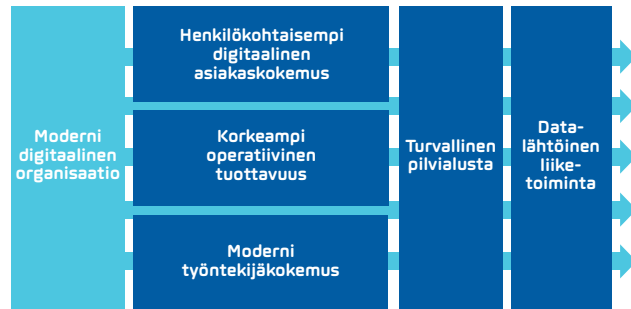 Moderni
digitaalinen
organisaatio
Henkilökohtaisempi
digitaalinen
asiakaskokemus
Korkeampi
operatiivinen
tuottavuus
Moderni
työntekijäkokemus
Turvallinen
pilvialusta
Data-
lähtöinen
liike-
toiminta